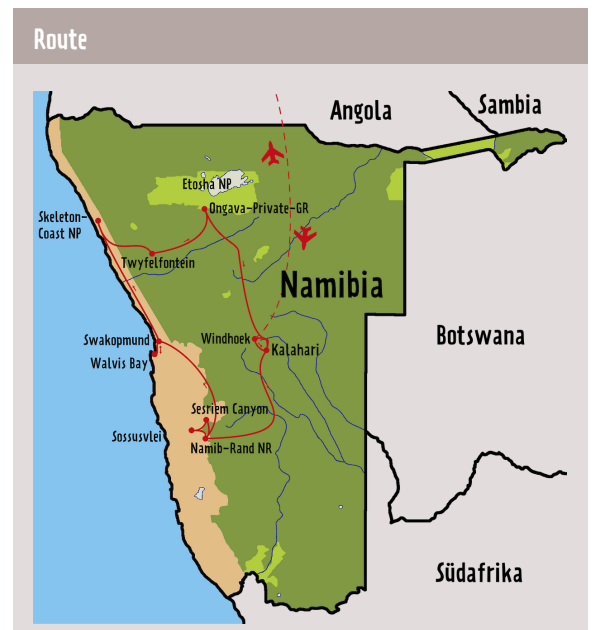 Route
Angola
Sambia
Etosha NP
Ongava-Private-GR
Skeleton-
Coast NP
Twyfelfontein
Namibia
Swakopmund
Windhoek
Kalahari
Botswana
Walvis Bay
Sesriem Canyon
Sossusvlei
Namib-Rand NR
Südafrika